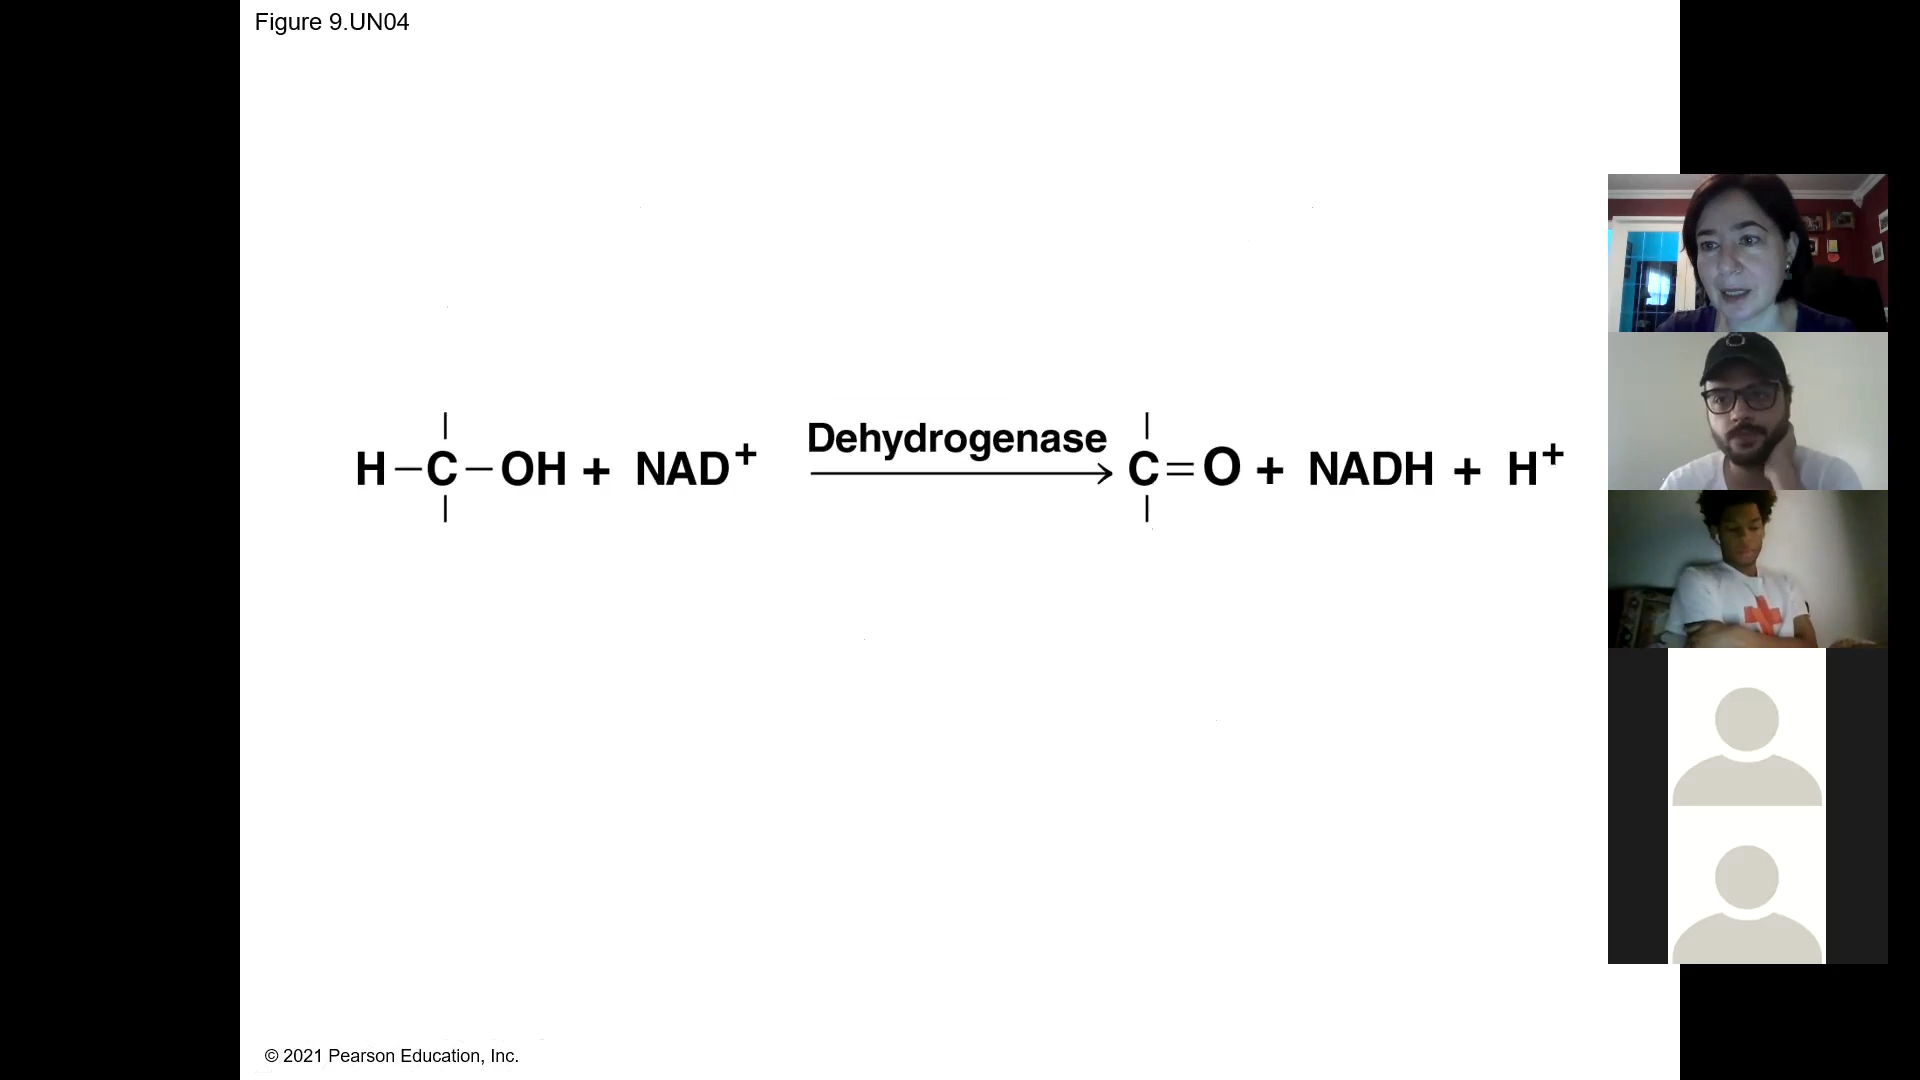 Figure 9.UN04
Dehydrogenase
H–C–OH + NAD⁺ C=O + NADH + H⁺
© 2021 Pearson Education, Inc.